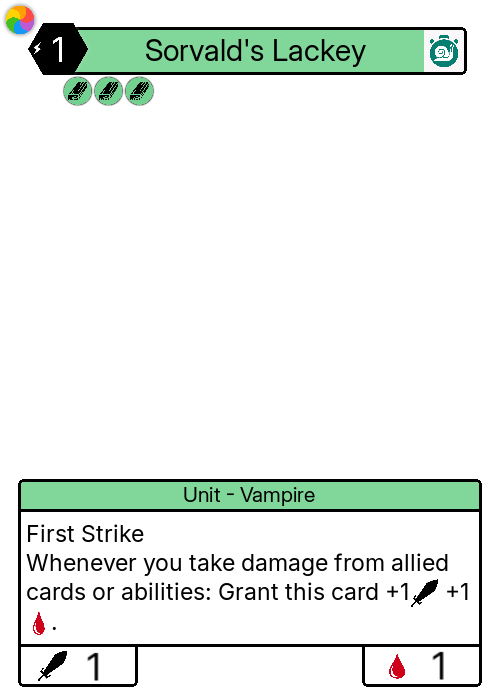 1 Sorvald's Lackey
Unit - Vampire
First Strike
Whenever you take damage from allied
cards or abilities: Grant this card +1 +1
.
1 1